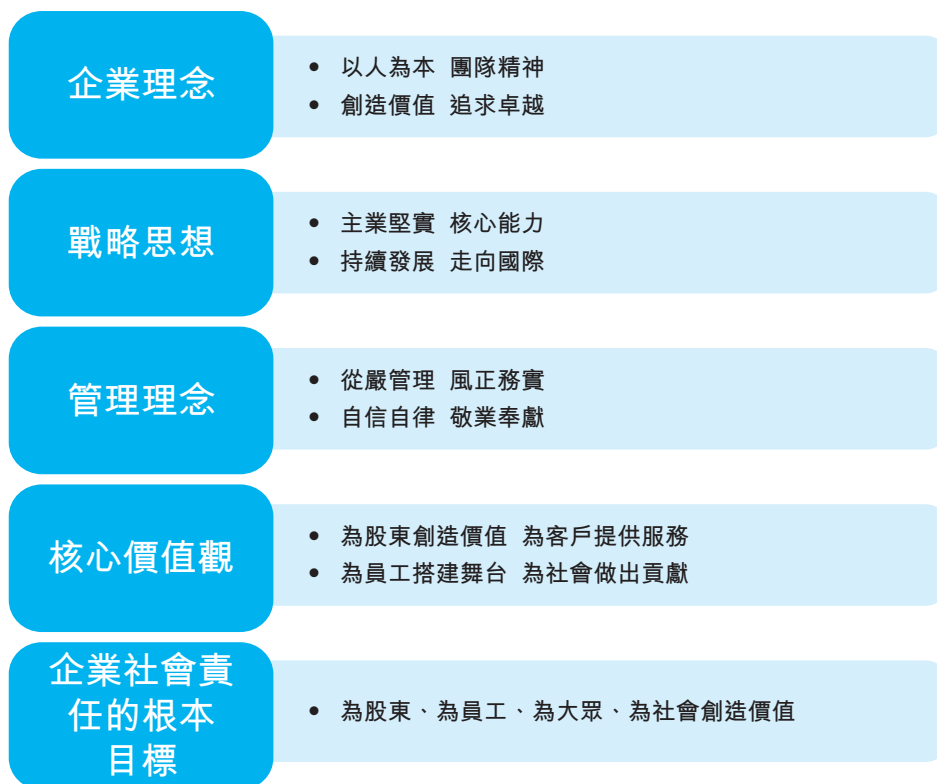 企業理念
• 以人為本 團隊精神
• 創造價值 追求卓越
戰略思想
• 主業堅實 核心能力
• 持續發展 走向國際
管理理念
• 從嚴管理 風正務實
• 自信自律 敬業奉獻
核心價值觀
• 為股東創造價值 為客戶提供服務
• 為員工搭建舞台 為社會做出貢獻
企業社會責
任的根本
目標
• 為股東、為員工、為大眾、為社會創造價值